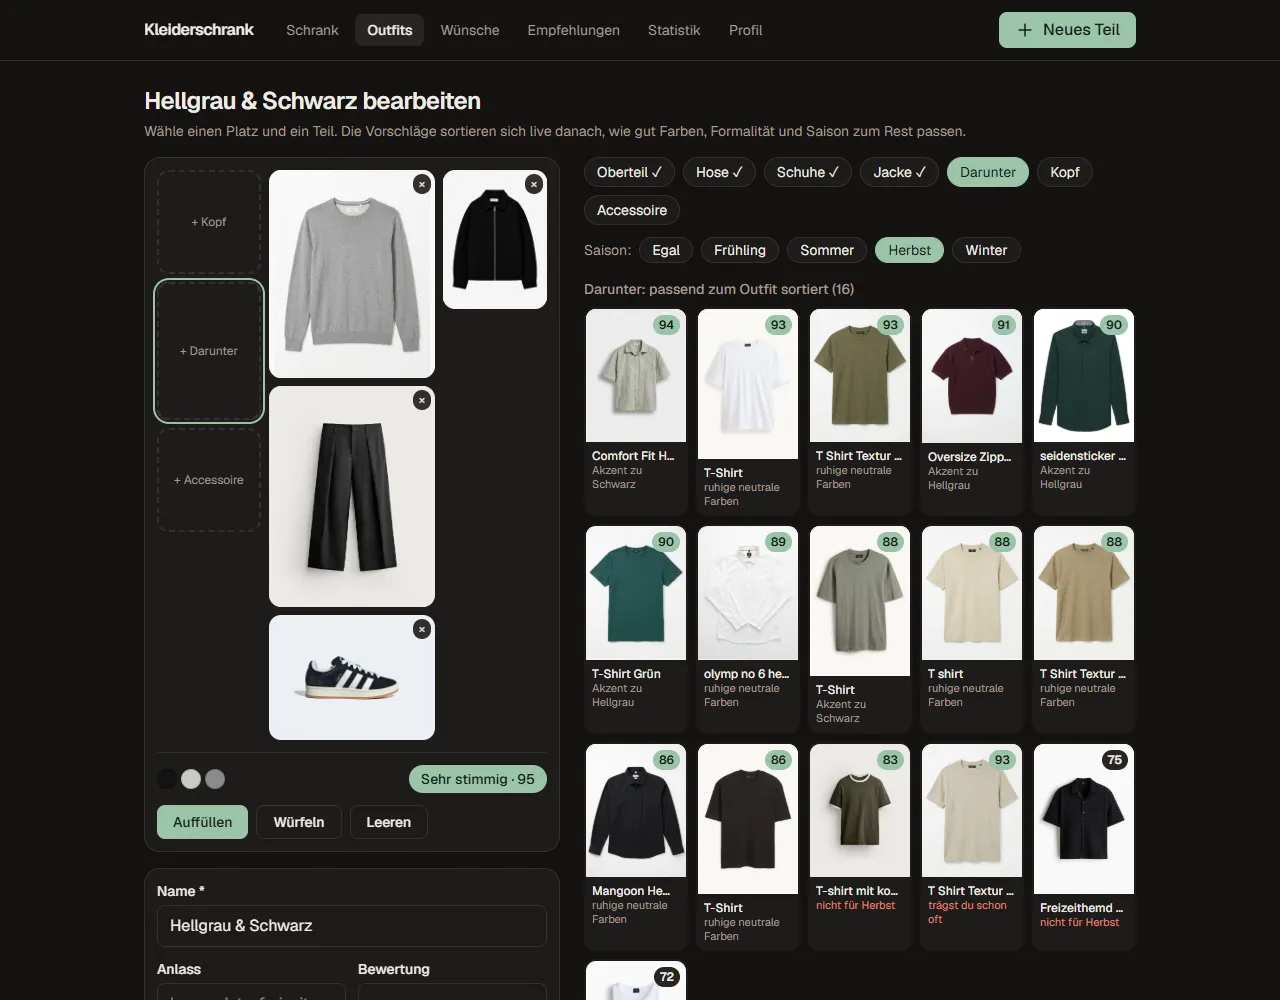 Kleiderschrank
Schrank
Outfits
Wünsche
Empfehlungen
Statistik
Profil
Neues Teil
Hellgrau & Schwarz bearbeiten
Wähle einen Platz und ein Teil. Die Vorschläge sortieren sich live danach, wie gut Farben, Formalität und Saison zum Rest passen.
+ Kopf
+ Darunter
+ Accessoire
Sehr stimmig · 95
Auffüllen
Würfeln
Leeren
Name *
Hellgrau & Schwarz
Anlass
Bewertung
Oberteil ✓
Hose ✓
Schuhe ✓
Jacke ✓
Darunter
Kopf
Accessoire
Saison:
Egal
Frühling
Sommer
Herbst
Winter
Darunter: passend zum Outfit sortiert (16)
94
Comfort Fit H...
Akzent zu
Schwarz
93
T-Shirt
ruhige neutrale
Farben
93
T Shirt Textur ...
ruhige neutrale
Farben
91
Oversize Zipp...
Akzent zu
Hellgrau
90
seidensticker ...
Akzent zu
Hellgrau
90
T-Shirt Grün
Akzent zu
Hellgrau
89
olymp no 6 he...
ruhige neutrale
Farben
88
T-Shirt
Akzent zu
Schwarz
88
T shirt
ruhige neutrale
Farben
88
T Shirt Textur ...
ruhige neutrale
Farben
86
Mangoon He...
ruhige neutrale
Farben
86
T-Shirt
ruhige neutrale
Farben
83
T-shirt mit ko...
nicht für Herbst
93
T Shirt Textur ...
trägst du schon
oft
75
Freizeithemd ...
nicht für Herbst
72